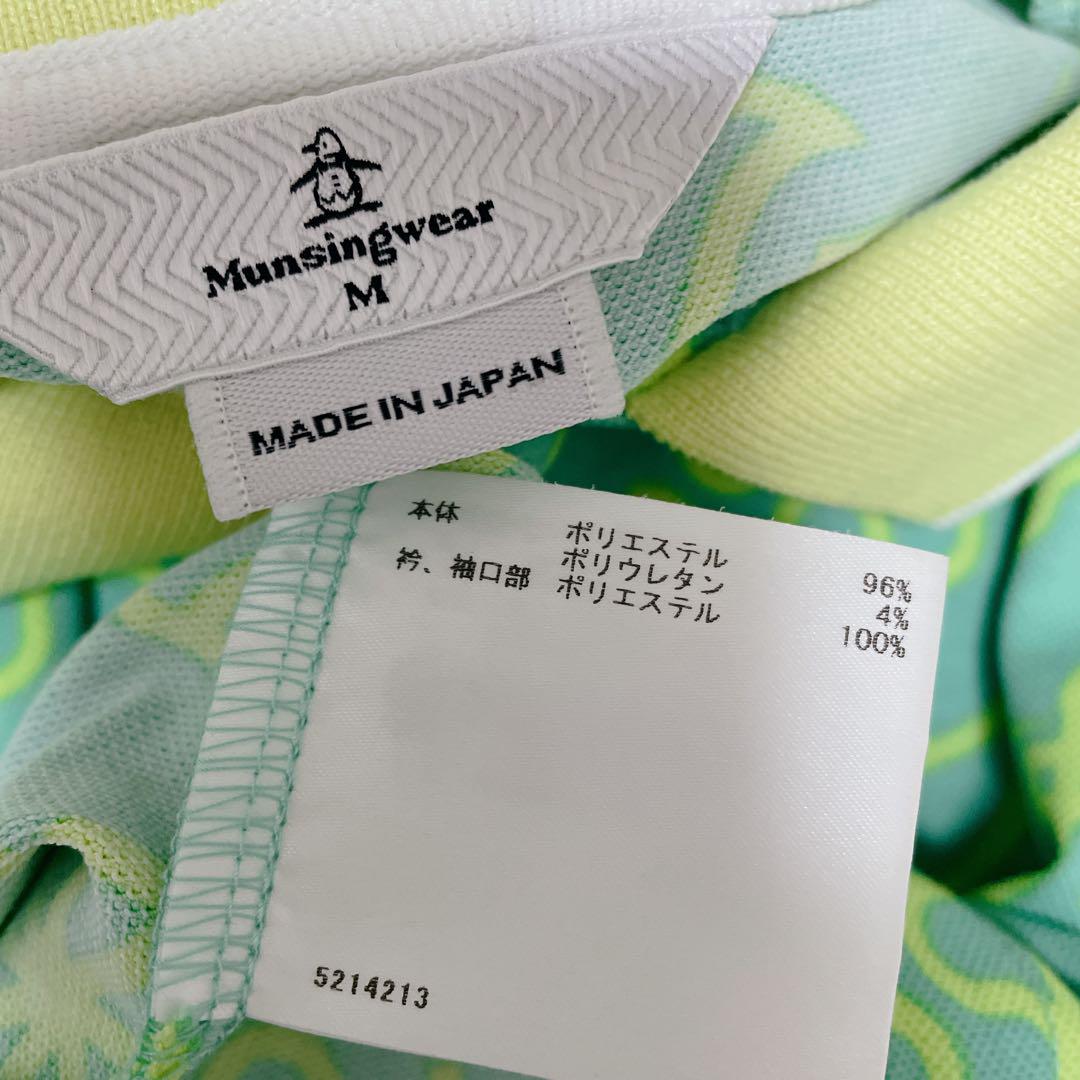 Munsingwear
M
MADE IN JAPAN
本体 ポリエステル 96%
ポリウレタン 4%
衿、袖口部 ポリエステル 100%
5214213